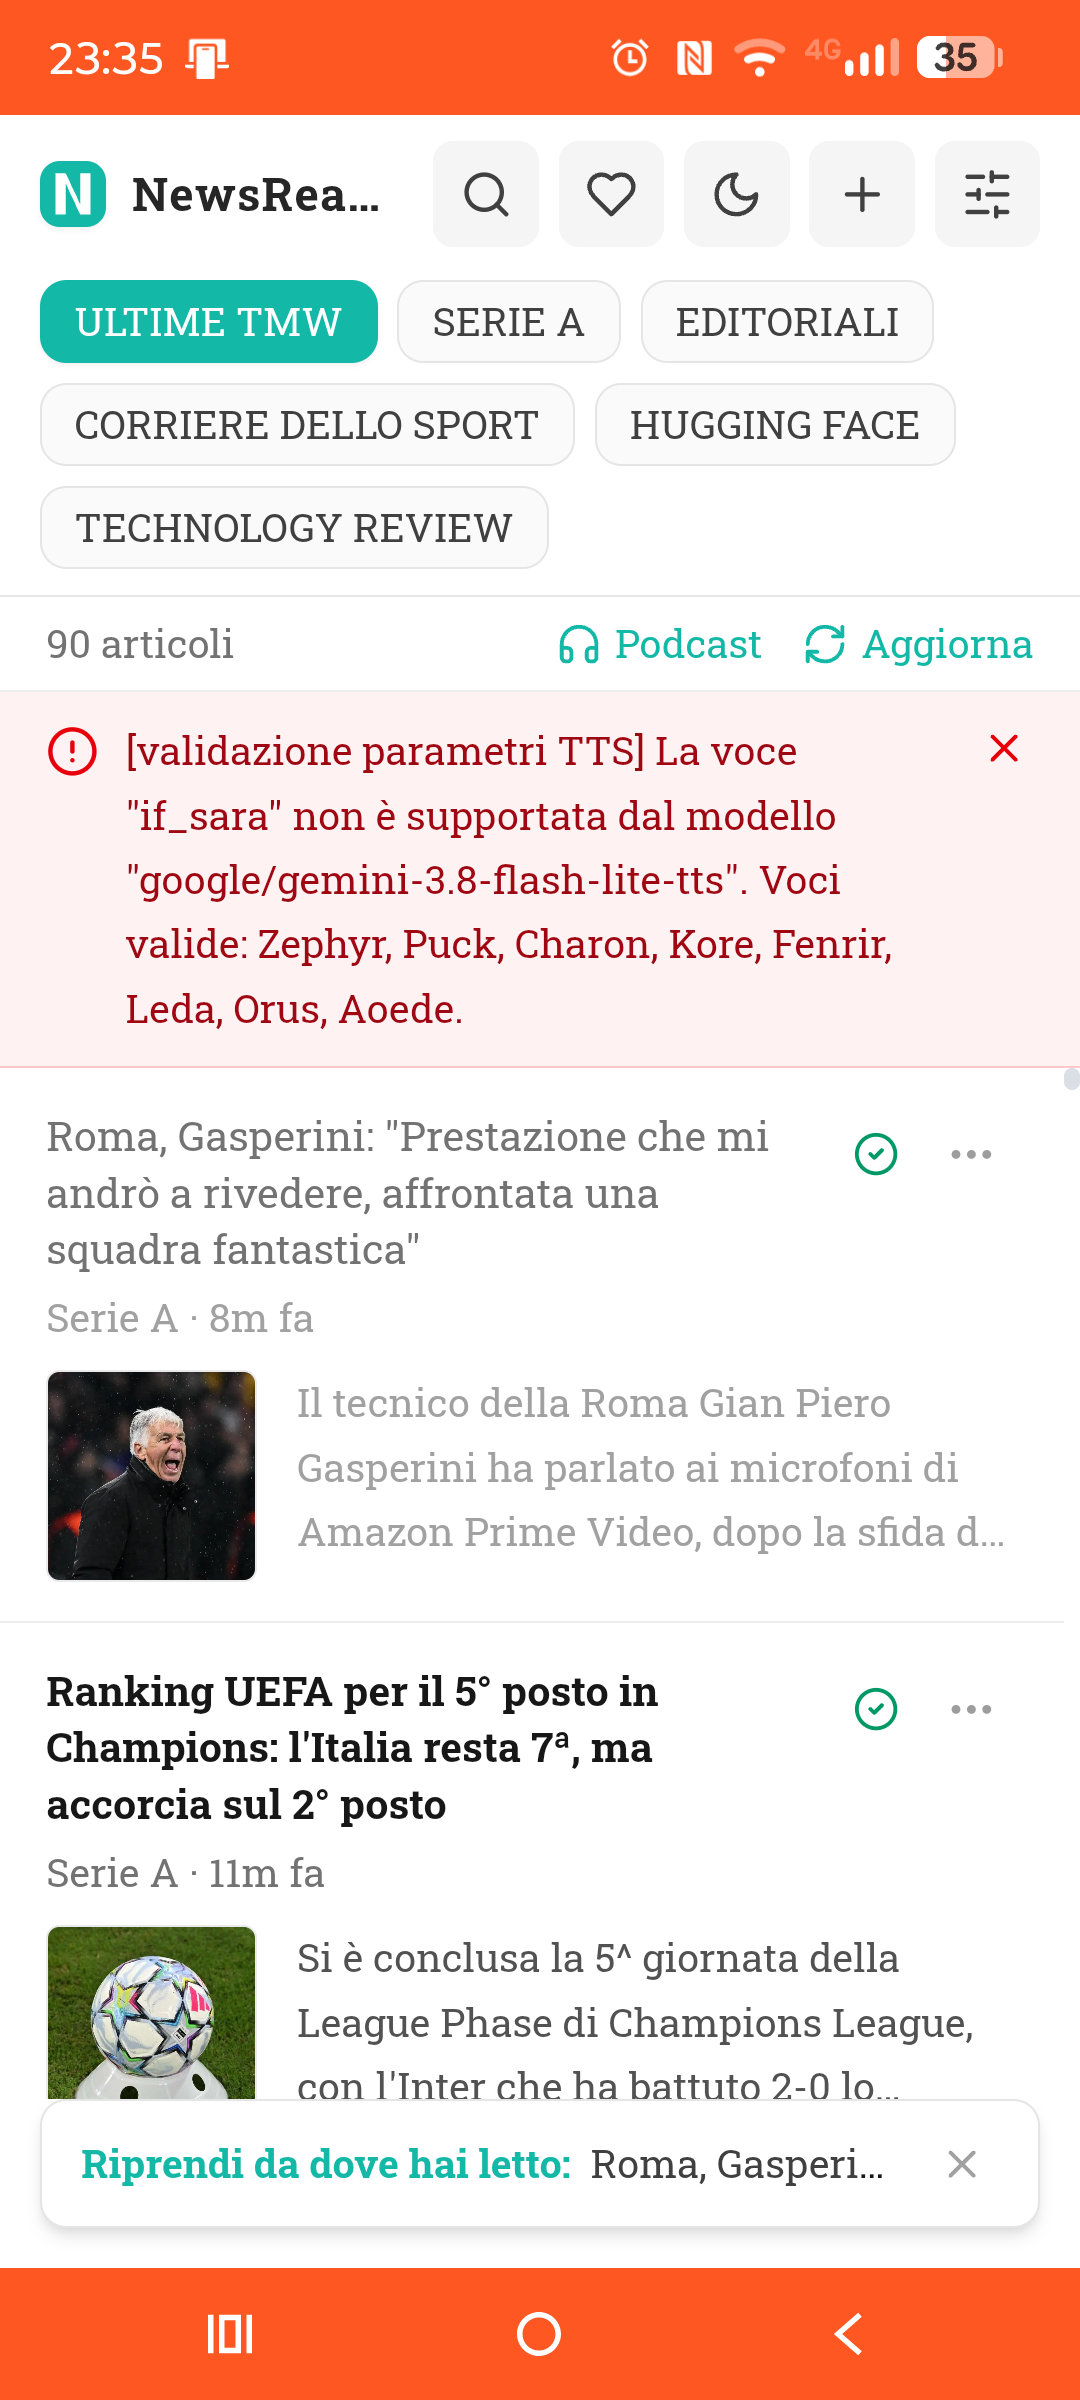 23:35
4G
35
N NewsRea...
ULTIME TMW SERIE A EDITORIALI
CORRIERE DELLO SPORT HUGGING FACE
TECHNOLOGY REVIEW
90 articoli Podcast Aggiorna
[validazione parametri TTS] La voce
"if_sara" non è supportata dal modello
"google/gemini-3.8-flash-lite-tts". Voci
valide: Zephyr, Puck, Charon, Kore, Fenrir,
Leda, Orus, Aoede.
Roma, Gasperini: "Prestazione che mi
andrò a rivedere, affrontata una
squadra fantastica"
Serie A · 8m fa
Il tecnico della Roma Gian Piero
Gasperini ha parlato ai microfoni di
Amazon Prime Video, dopo la sfida d...
Ranking UEFA per il 5° posto in
Champions: l'Italia resta 7ª, ma
accorcia sul 2° posto
Serie A · 11m fa
Si è conclusa la 5^ giornata della
League Phase di Champions League,
con l'Inter che ha battuto 2-0 lo...
Riprendi da dove hai letto: Roma, Gasperi...